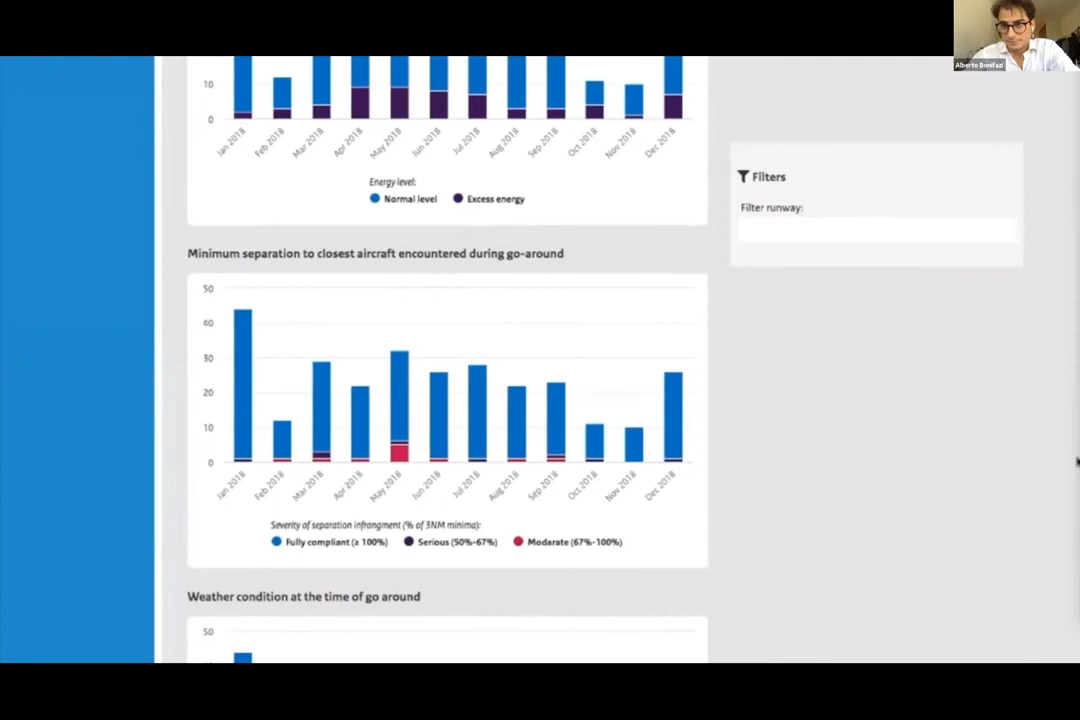 Alberto Bonifazi
10
0
Jan 2018
Feb 2018
Mar 2018
Apr 2018
May 2018
Jun 2018
Jul 2018
Aug 2018
Sep 2018
Oct 2018
Nov 2018
Dec 2018
Energy level:
Normal level
Excess energy
Filters
Filter runway:
Minimum separation to closest aircraft encountered during go-around
50
40
30
20
10
0
Jan 2018
Feb 2018
Mar 2018
Apr 2018
May 2018
Jun 2018
Jul 2018
Aug 2018
Sep 2018
Oct 2018
Nov 2018
Dec 2018
Severity of separation infrangment (% of 3NM minima):
Fully compliant (≥ 100%)
Serious (50%-67%)
Modarate (67%-100%)
Weather condition at the time of go around
50